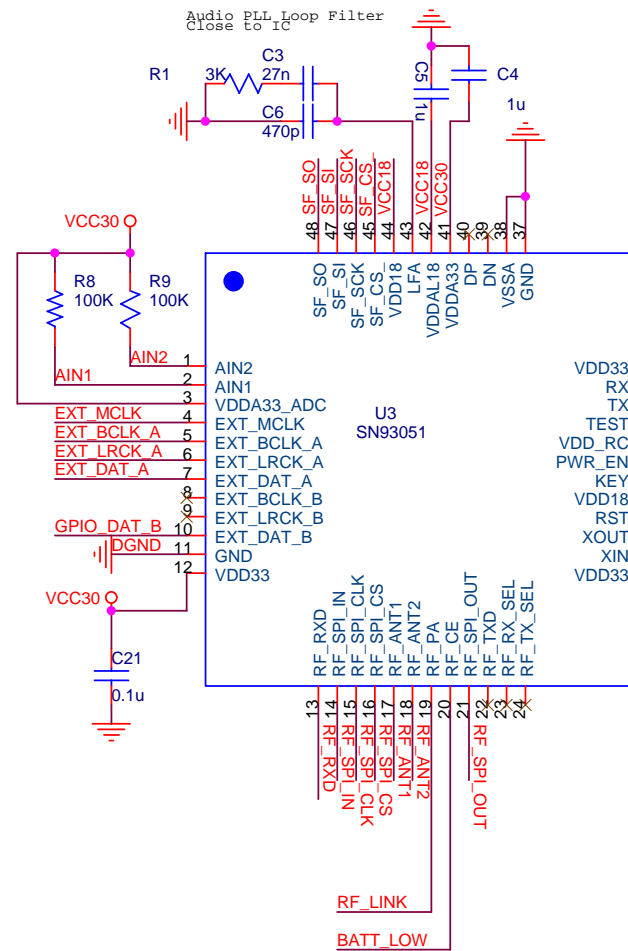 Audio PLL Loop Filter
Close to IC
R1
3K
C3
27n
C6
470p
C5
1u
C4
1u
SF_SO
SF_SI
SF_SCK
SF_CS_
VCC18
VCC18
VCC30
48
47
46
45
44
43
42
41
40
39
38
37
SF_SO
SF_SI
SF_SCK
SF_CS_
VDD18
LFA
VDDAL18
VDDA33
DP
DN
VSSA
GND
VCC30
R8
100K
R9
100K
AIN2
AIN1
EXT_MCLK
EXT_BCLK_A
EXT_LRCK_A
EXT_DAT_A
GPIO_DAT_B
DGND
1
2
3
4
5
6
7
8
9
10
11
12
AIN2
AIN1
VDDA33_ADC
EXT_MCLK
EXT_BCLK_A
EXT_LRCK_A
EXT_DAT_A
EXT_BCLK_B
EXT_LRCK_B
EXT_DAT_B
GND
VDD33
U3
SN93051
VDD33
RX
TX
TEST
VDD_RC
PWR_EN
KEY
VDD18
RST
XOUT
XIN
VDD33
VCC30
C21
0.1u
RF_RXD
RF_SPI_IN
RF_SPI_CLK
RF_SPI_CS
RF_ANT1
RF_ANT2
RF_PA
RF_CE
RF_SPI_OUT
RF_TXD
RF_RX_SEL
RF_TX_SEL
13
14
15
16
17
18
19
20
21
22
23
24
RF_RXD
RF_SPI_IN
RF_SPI_CLK
RF_SPI_CS
RF_ANT1
RF_ANT2
RF_SPI_OUT
RF_LINK
BATT_LOW